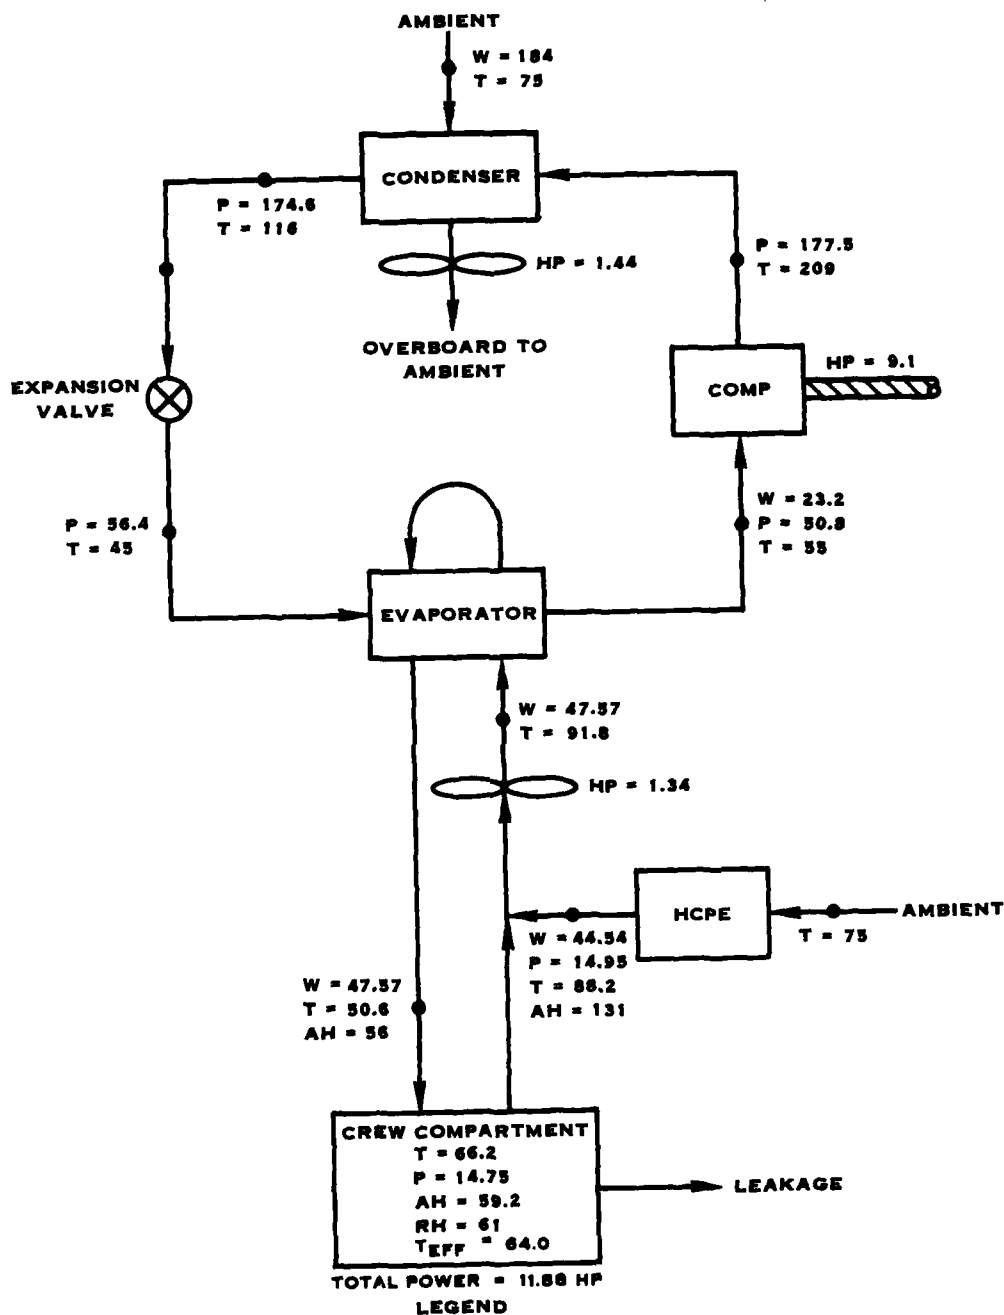 AMBIENT
W = 184
T = 75
CONDENSER
P = 174.6
T = 116
P = 177.5
T = 209
HP = 1.44
OVERBOARD TO
AMBIENT
EXPANSION
VALVE
COMP
HP = 9.1
P = 56.4
T = 45
W = 23.2
P = 50.8
T = 55
EVAPORATOR
W = 47.57
T = 91.8
HP = 1.34
HCPE
AMBIENT
T = 75
W = 44.54
P = 14.95
T = 88.2
AH = 131
W = 47.57
T = 50.6
AH = 56
CREW COMPARTMENT
T = 66.2
P = 14.75
AH = 59.2
RH = 61
TEFF = 64.0
LEAKAGE
TOTAL POWER = 11.88 HP
LEGEND